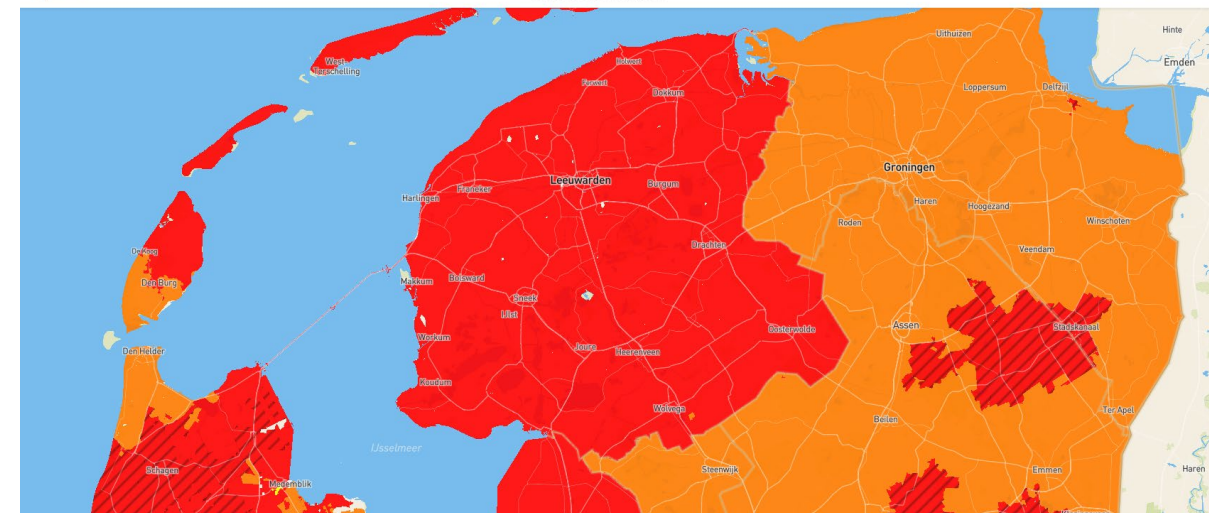 Hinte
Uithuizen
Emden
West-
Terschelling
Holwert
Ferwert
Dokkum
Loppersum
Delfzijl
Groningen
Leeuwarden
Burgum
Franeker
Harlingen
Haren
Hoogezand
Roden
Winschoten
Drachten
De Koog
Veendam
Den Burg
Makkum
Bolsward
Sneek
IJlst
Assen
Stadskanaal
Oosterwolde
Workum
Joure
Heerenveen
Den Helder
Koudum
Wolvega
Ter Apel
Beilen
IJsselmeer
Schagen
Steenwijk
Emmen
Haren
Medemblik